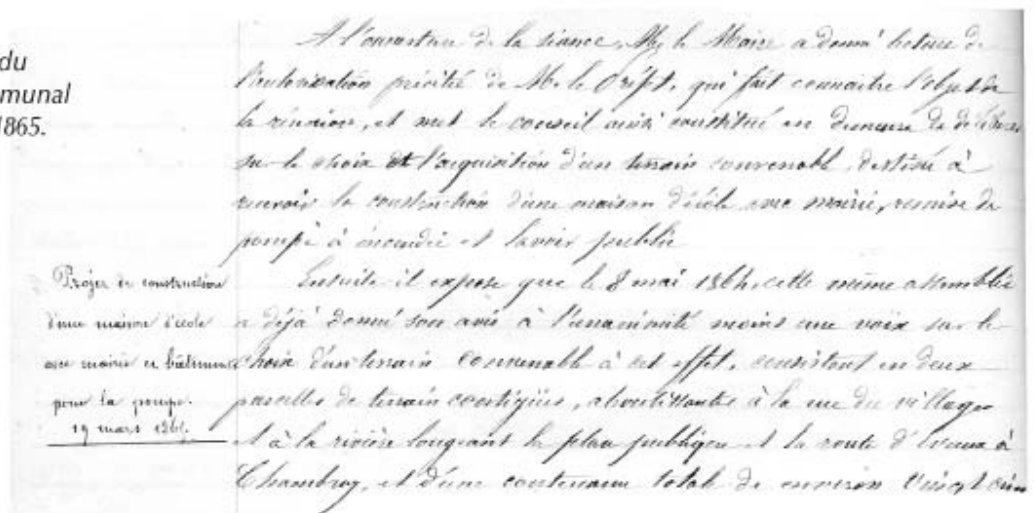 du
munal
1865.
A l'ouverture de la séance, M. le Maire a donné lecture de
l'autorisation précitée de M. le Préfet, qui fait connaître l'objet de
la réunion, et met le conseil ainsi constitué en demeure de délibérer
sur le choix et l'acquisition d'un terrain convenable, destiné à
recevoir la construction d'une maison d'école avec mairie, remise de
pompe à incendie et lavoir public
Projet de construction
d'une maison d'école
avec mairie et bâtiment
pour la pompe.
19 mars 1865.
Ensuite il expose que le 8 mai 1864, cette même assemblée
a déjà donné son avis à l'unanimité moins une voix sur le
choix d'un terrain convenable à cet effet, consistant en deux
parcelles de terrain contigües, aboutissantes à la rue du village
et à la rivière longeant la place publique et la route d' à
Chambrey, et d'une contenance totale de environ vingt cinq